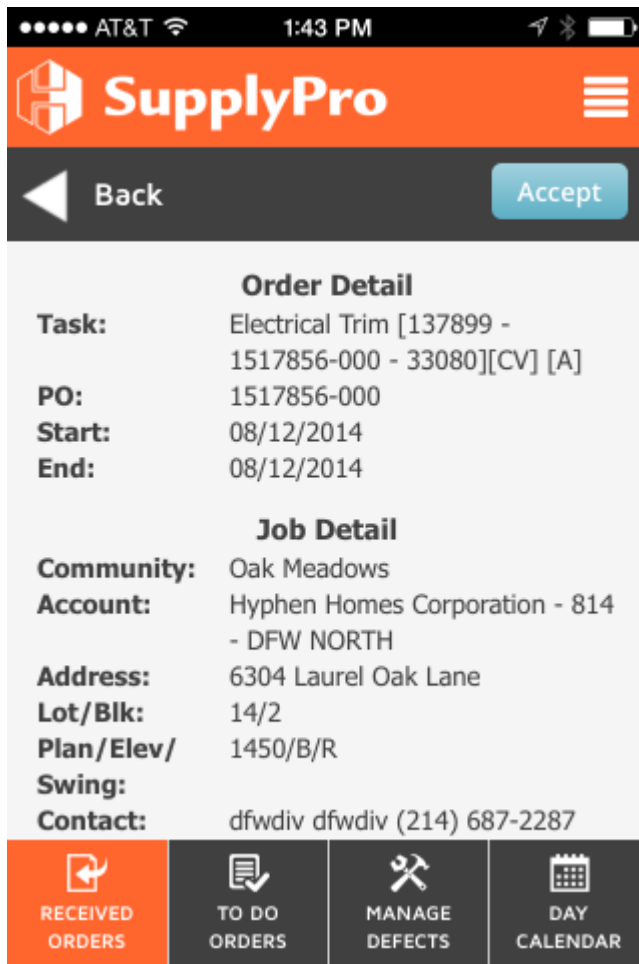 ●●●●● AT&T 1:43 PM
SupplyPro
Back Accept
Order Detail
Task: Electrical Trim [137899 -
1517856-000 - 33080][CV] [A]
PO: 1517856-000
Start: 08/12/2014
End: 08/12/2014
Job Detail
Community: Oak Meadows
Account: Hyphen Homes Corporation - 814
- DFW NORTH
Address: 6304 Laurel Oak Lane
Lot/Blk: 14/2
Plan/Elev/ 1450/B/R
Swing:
Contact: dfwdiv dfwdiv (214) 687-2287
RECEIVED ORDERS
TO DO ORDERS
MANAGE DEFECTS
DAY CALENDAR